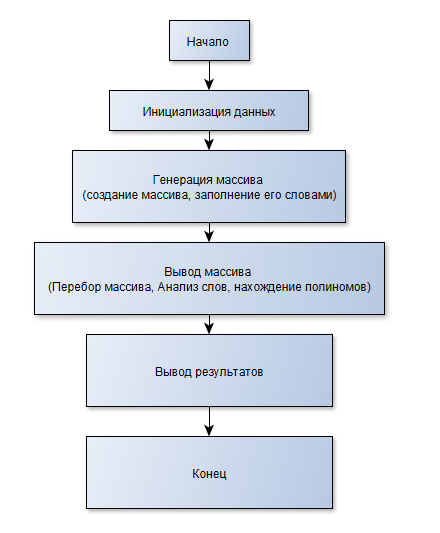 Начало
Инициализация данных
Генерация массива
(создание массива, заполнение его словами)
Вывод массива
(Перебор массива, Анализ слов, нахождение полиномов)
Вывод результатов
Конец